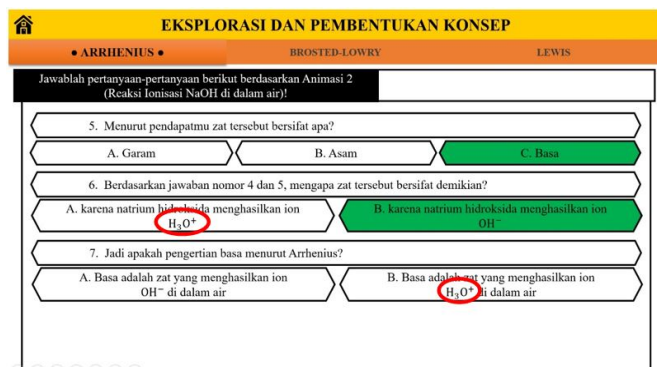 EKSPLORASI DAN PEMBENTUKAN KONSEP
• ARRHENIUS •
BROSTED-LOWRY
LEWIS
Jawablah pertanyaan-pertanyaan berikut berdasarkan Animasi 2
(Reaksi Ionisasi NaOH di dalam air)!
5. Menurut pendapatmu zat tersebut bersifat apa?
A. Garam
B. Asam
C. Basa
6. Berdasarkan jawaban nomor 4 dan 5, mengapa zat tersebut bersifat demikian?
A. karena natrium hidroksida menghasilkan ion
H₃O⁺
B. karena natrium hidroksida menghasilkan ion
OH⁻
7. Jadi apakah pengertian basa menurut Arrhenius?
A. Basa adalah zat yang menghasilkan ion
OH⁻ di dalam air
B. Basa adalah zat yang menghasilkan ion
H₃O⁺ di dalam air